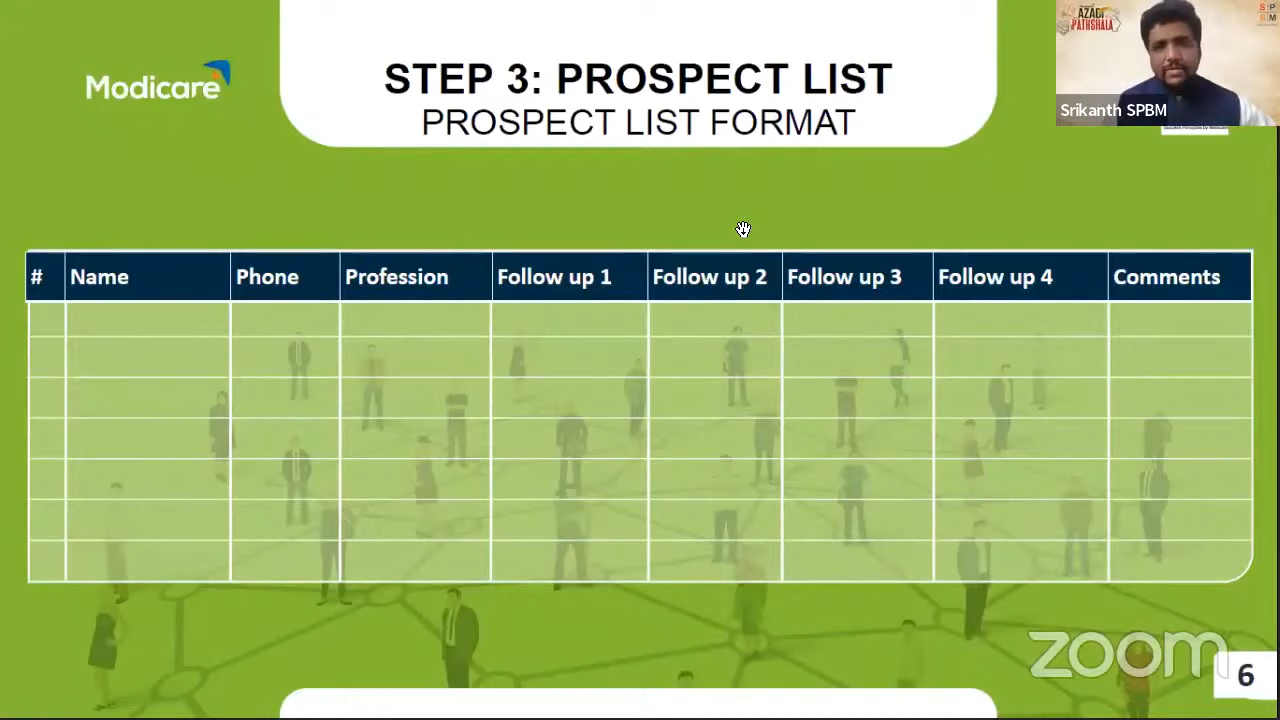 Modicare
STEP 3: PROSPECT LIST
PROSPECT LIST FORMAT
AZADI
PATHSHALA
S P
B M
Srikanth SPBM
# Name Phone Profession Follow up 1 Follow up 2 Follow up 3 Follow up 4 Comments
zoom
6